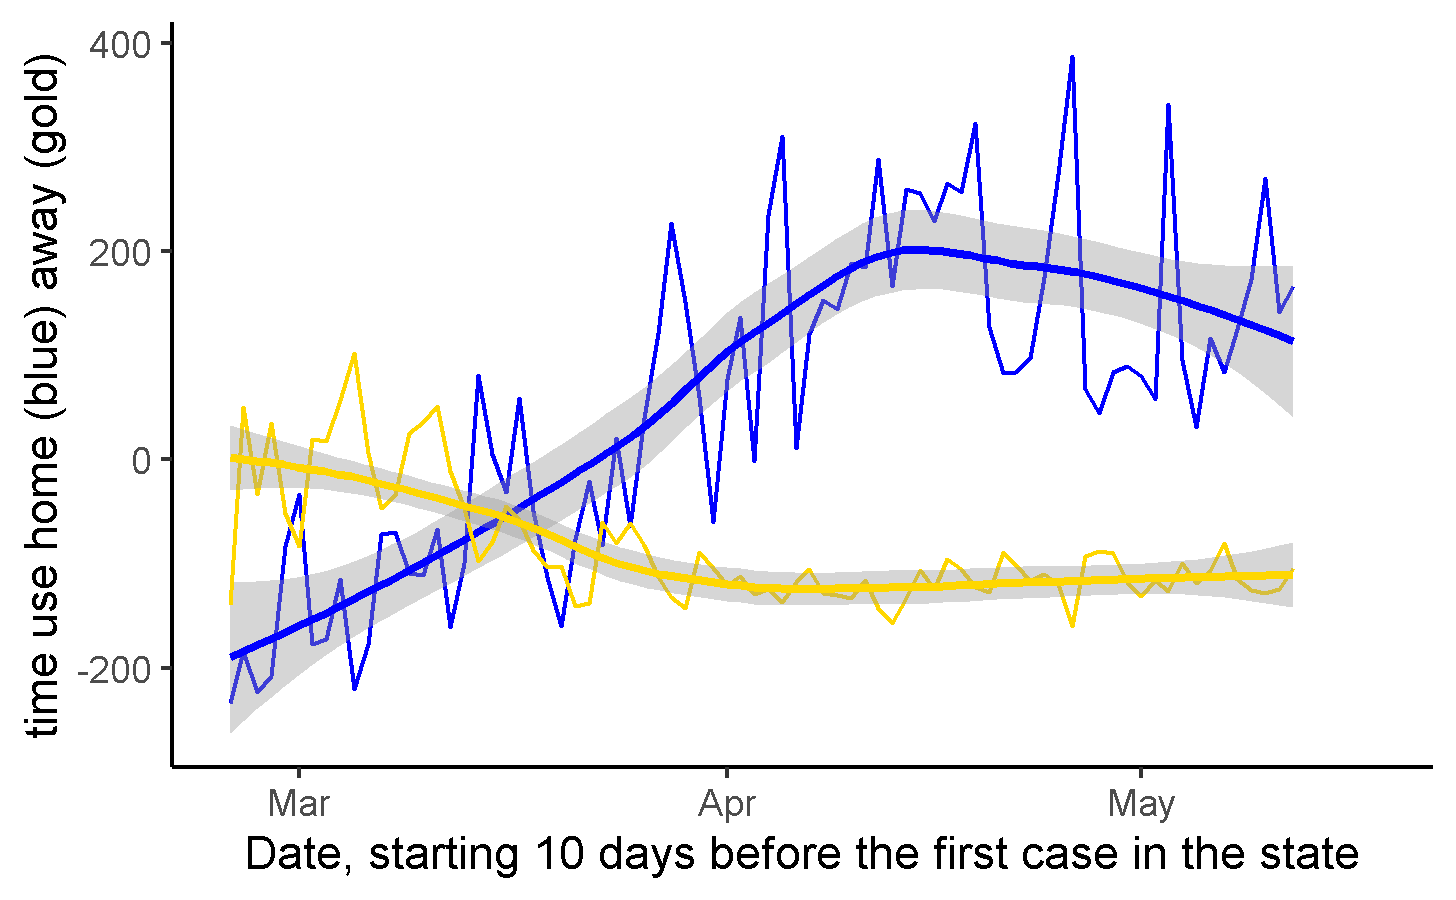 time use home (blue) away (gold)
400
200
0
-200
Mar
Apr
May
Date, starting 10 days before the first case in the state